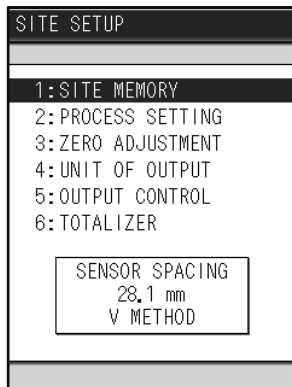 SITE SETUP
1:SITE MEMORY
2:PROCESS SETTING
3:ZERO ADJUSTMENT
4:UNIT OF OUTPUT
5:OUTPUT CONTROL
6:TOTALIZER
SENSOR SPACING
28.1 mm
V METHOD